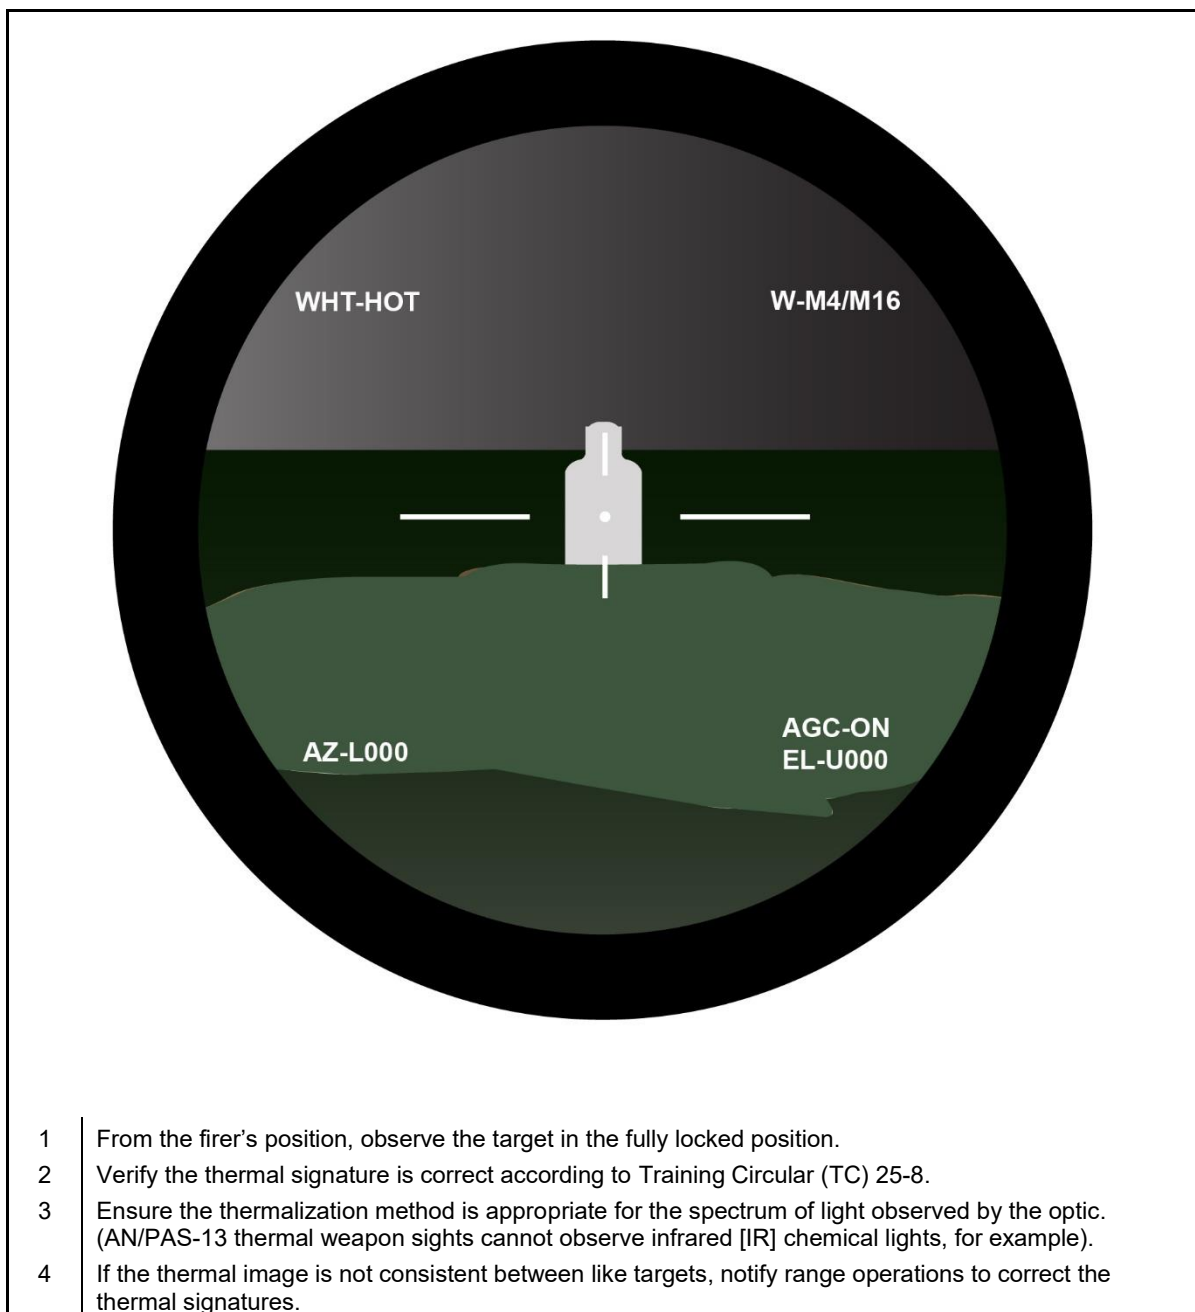 WHT-HOT
W-M4/M16
AZ-L000
AGC-ON
EL-U000
1 From the firer’s position, observe the target in the fully locked position.
2 Verify the thermal signature is correct according to Training Circular (TC) 25-8.
3 Ensure the thermalization method is appropriate for the spectrum of light observed by the optic.
(AN/PAS-13 thermal weapon sights cannot observe infrared [IR] chemical lights, for example).
4 If the thermal image is not consistent between like targets, notify range operations to correct the
thermal signatures.